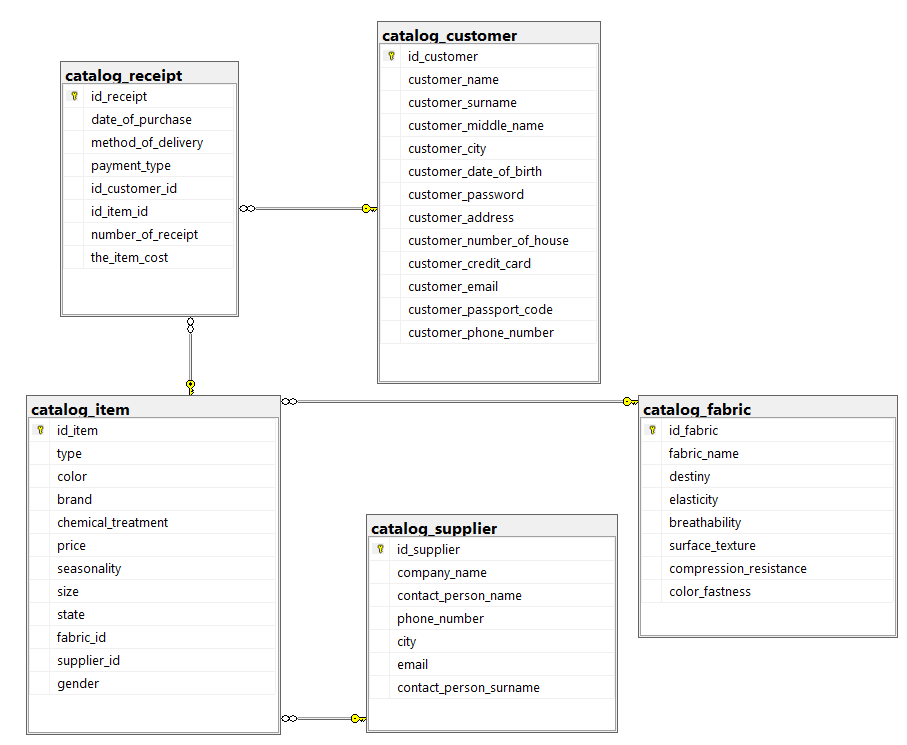 catalog_customer
id_customer
customer_name
customer_surname
customer_middle_name
customer_city
customer_date_of_birth
customer_password
customer_address
customer_number_of_house
customer_credit_card
customer_email
customer_passport_code
customer_phone_number
catalog_receipt
id_receipt
date_of_purchase
method_of_delivery
payment_type
id_customer_id
id_item_id
number_of_receipt
the_item_cost
catalog_item
id_item
type
color
brand
chemical_treatment
price
seasonality
size
state
fabric_id
supplier_id
gender
catalog_supplier
id_supplier
company_name
contact_person_name
phone_number
city
email
contact_person_surname
catalog_fabric
id_fabric
fabric_name
destiny
elasticity
breathability
surface_texture
compression_resistance
color_fastness